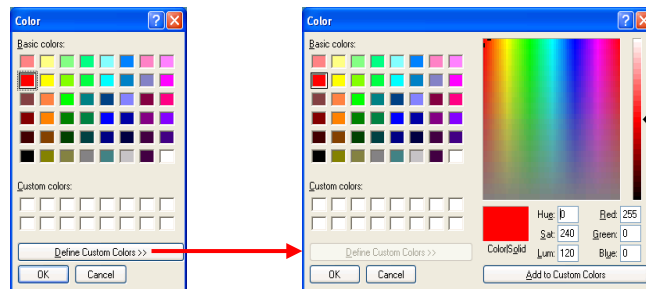 Color
Basic colors:
Custom colors:
Define Custom Colors >>
OK Cancel
Color
Basic colors:
Custom colors:
Define Custom Colors >>
OK Cancel
Color|Solid
Hue: 0 Red: 255
Sat: 240 Green: 0
Lum: 120 Blue: 0
Add to Custom Colors